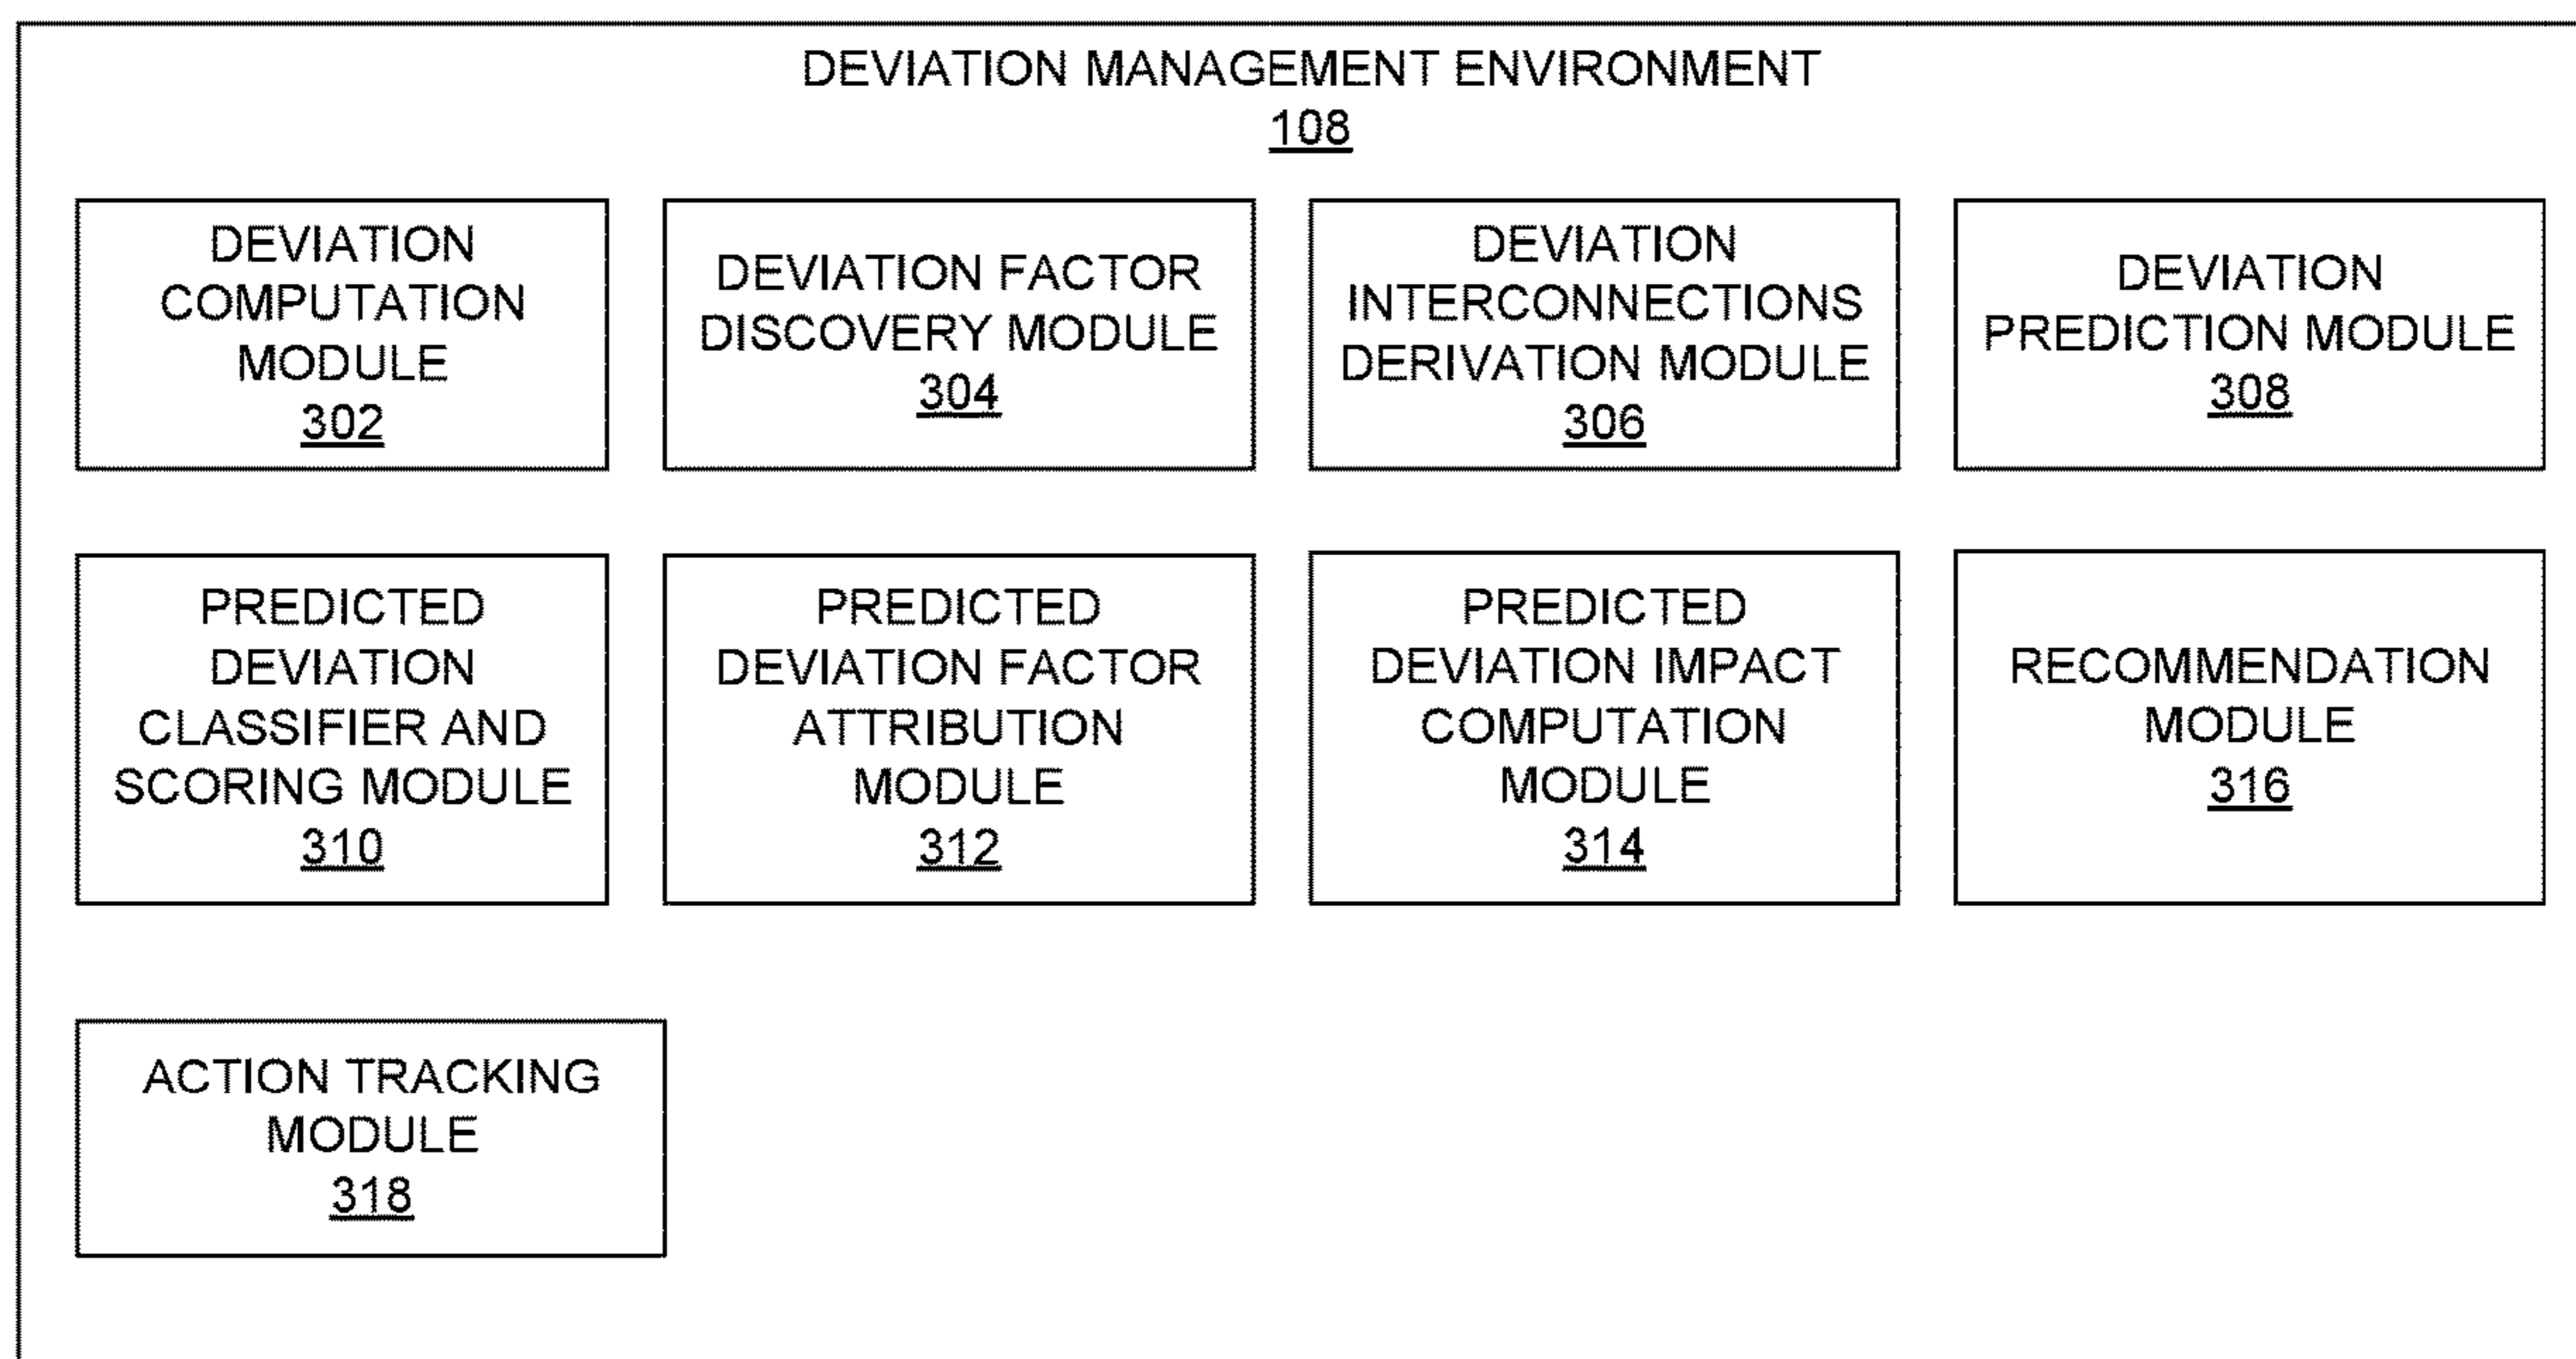 DEVIATION MANAGEMENT ENVIRONMENT
108
DEVIATION
COMPUTATION
MODULE
302
DEVIATION FACTOR
DISCOVERY MODULE
304
DEVIATION
INTERCONNECTIONS
DERIVATION MODULE
306
DEVIATION
PREDICTION MODULE
308
PREDICTED
DEVIATION
CLASSIFIER AND
SCORING MODULE
310
PREDICTED
DEVIATION FACTOR
ATTRIBUTION
MODULE
312
PREDICTED
DEVIATION IMPACT
COMPUTATION
MODULE
314
RECOMMENDATION
MODULE
316
ACTION TRACKING
MODULE
318